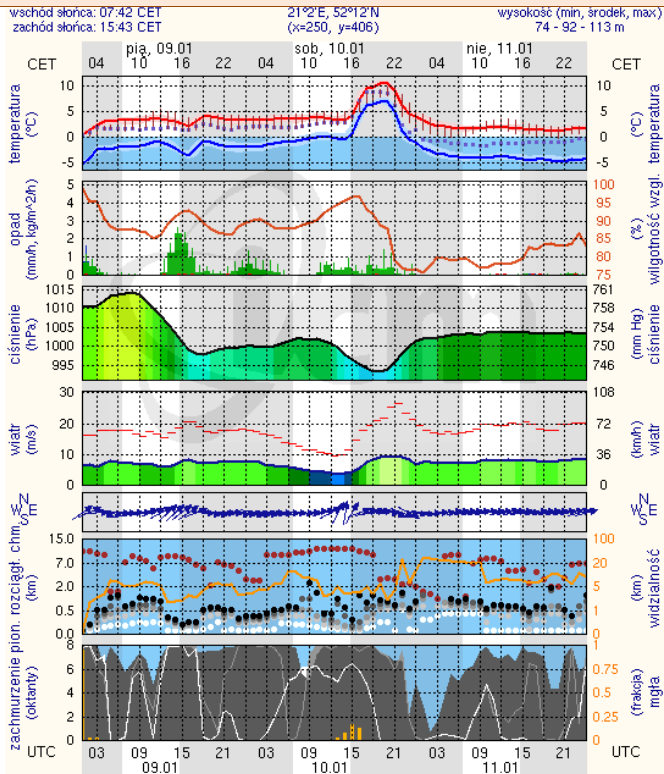 wschód słońca: 07:42 CET 21°2'E, 52°12'N wysokość (min, środek, max)
zachód słońca: 15:43 CET (x=250, y=406) 74 - 92 - 113 m
pią, 09.01 sob, 10.01 nie, 11.01
CET 04 10 16 22 04 10 16 22 04 10 16 22 CET
temperatura (°C)
10
5
0
-5
10
5
0
-5
(°C) temperatura
opad (mm/h, kg/m^2/h)
5
4
3
2
1
0
100
95
90
85
80
75
(%) wilgotność wzgl.
ciśnienie (hPa)
1015
1010
1005
1000
995
761
758
754
750
746
(mm Hg) ciśnienie
wiatr (m/s)
30
20
10
0
108
72
36
0
(km/h) wiatr
N
W E
S
N
W E
S
pion. rozciągł. chm. (km)
15.0
7.0
2.0
0.5
0.0
100
20
5
1
0
(km) widzialność
zachmurzenie (oktanty)
8
6
4
2
0
1
0.75
0.5
0.25
0
(frakcja) mgła
UTC 03 09 15 21 03 09 15 21 03 09 15 21 UTC
09.01 10.01 11.01
icm